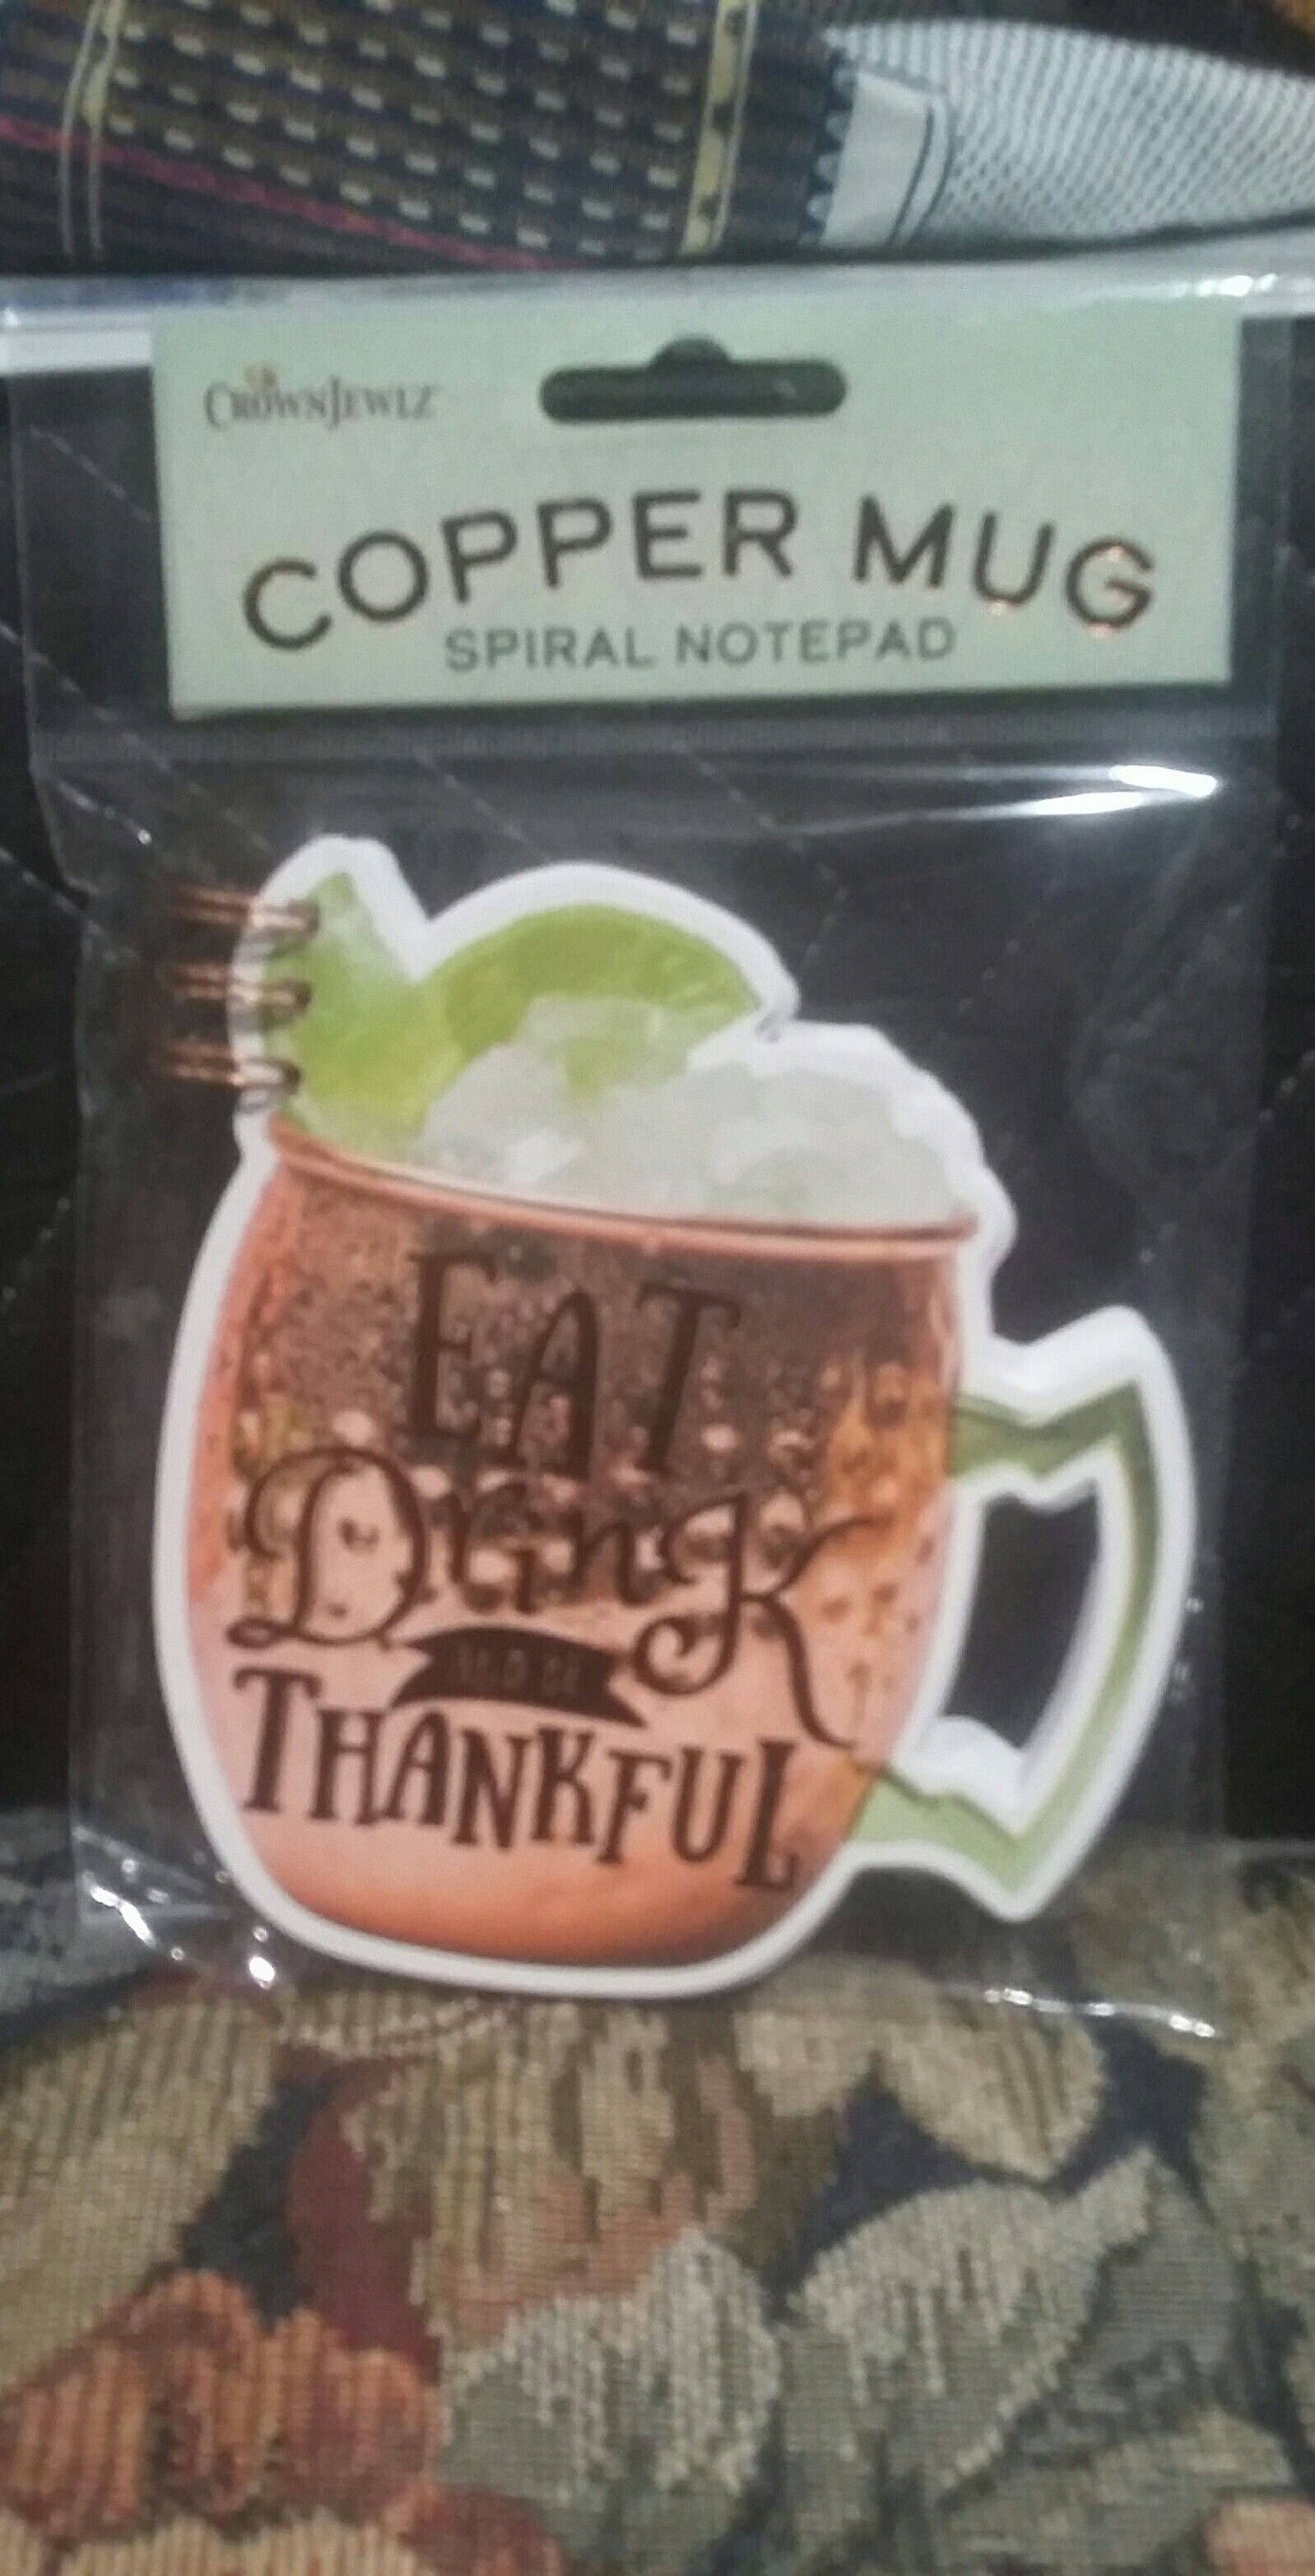 CROWNJEWLZ
COPPER MUG
SPIRAL NOTEPAD
EAT
Drink
THANKFUL